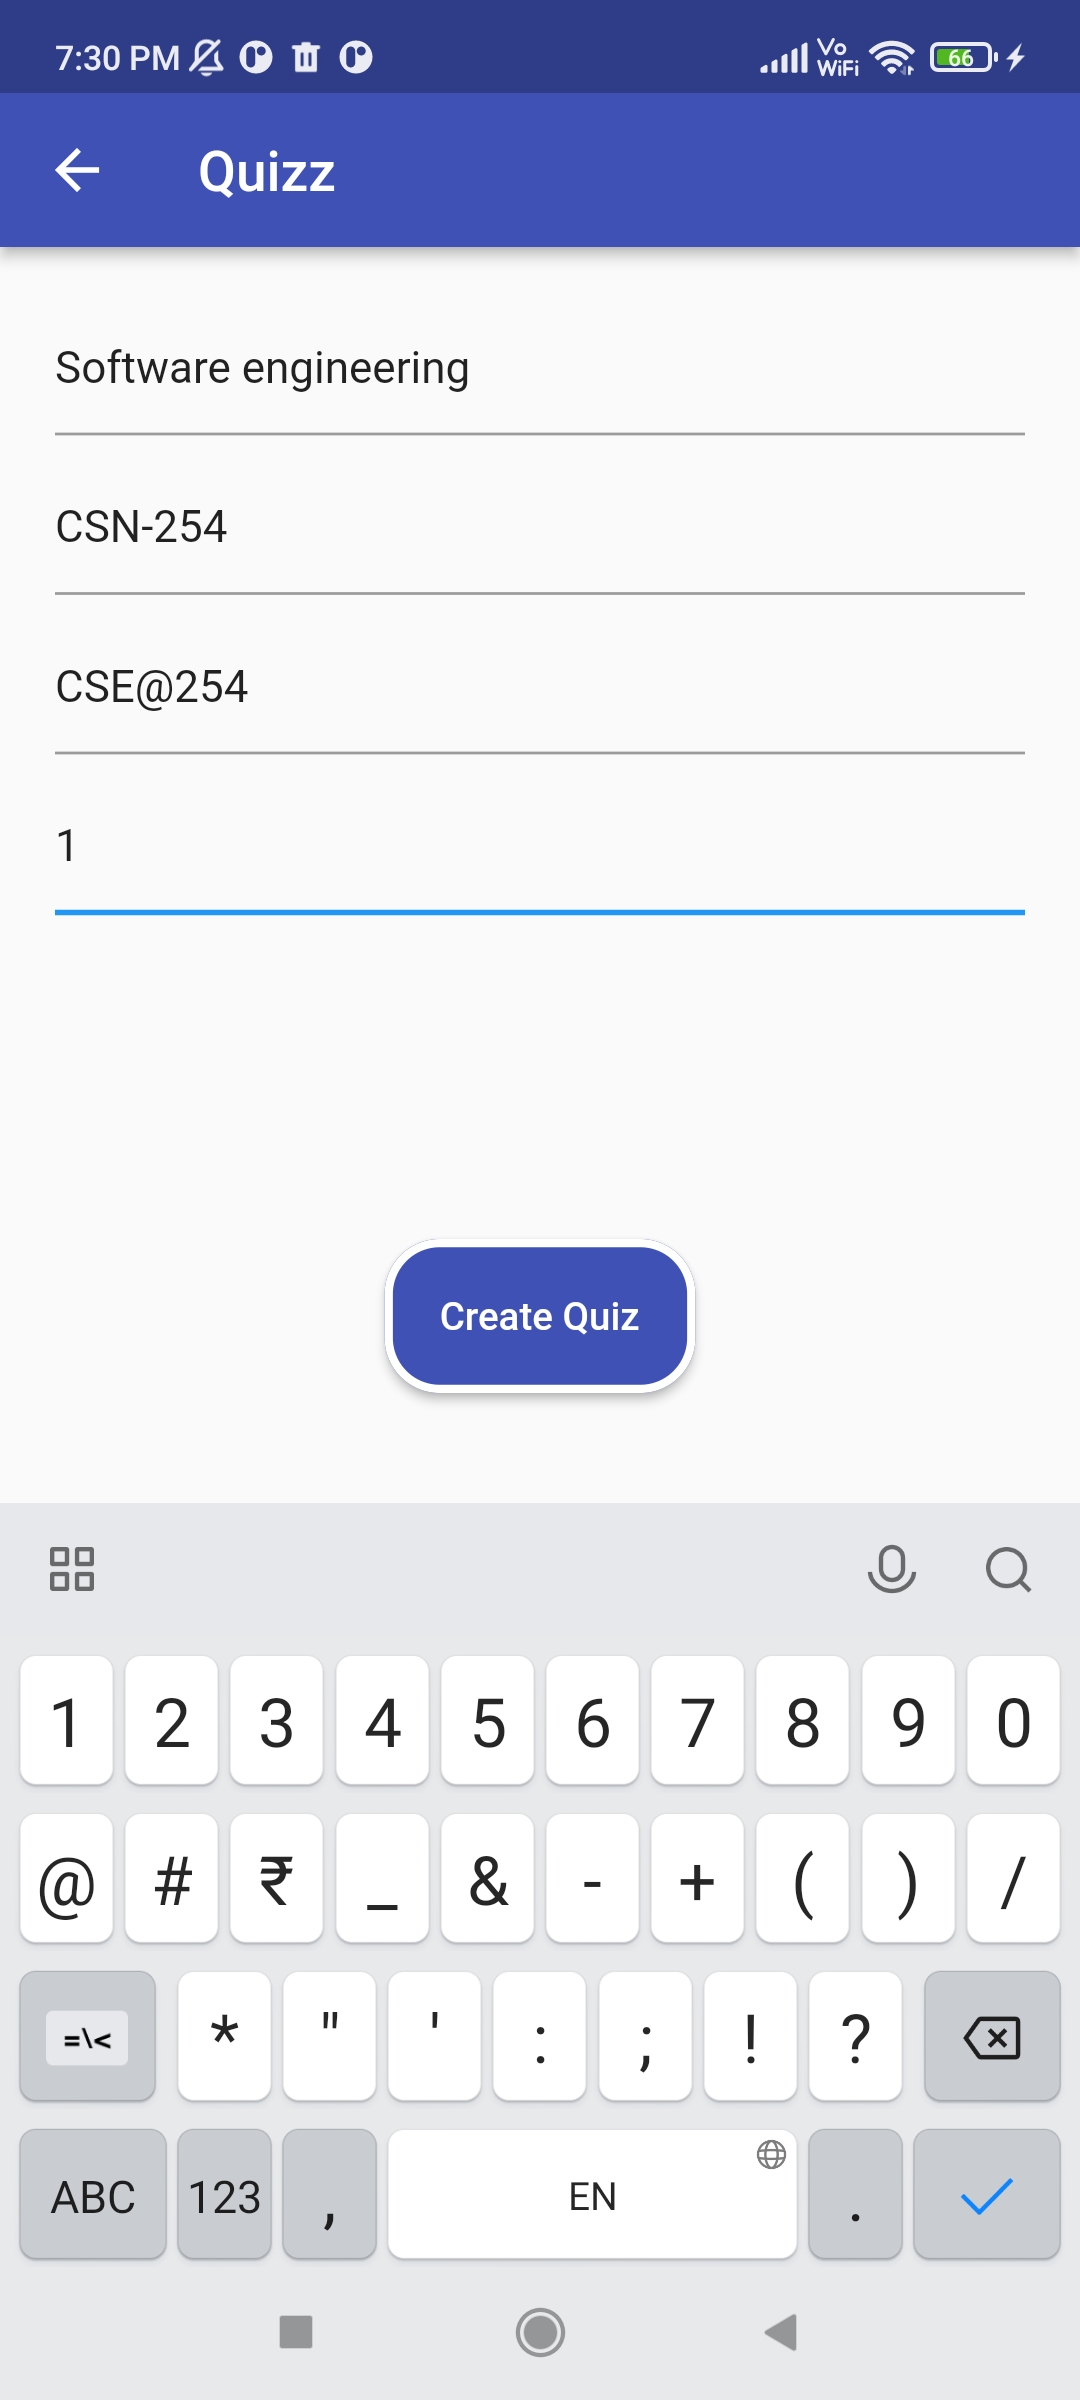 7:30 PM
Vo WiFi
66
Quizz
Software engineering
CSN-254
CSE@254
1
Create Quiz
1 2 3 4 5 6 7 8 9 0
@ # ₹ _ & - + ( ) /
=\< * " ' : ; ! ?
ABC 123 , EN .